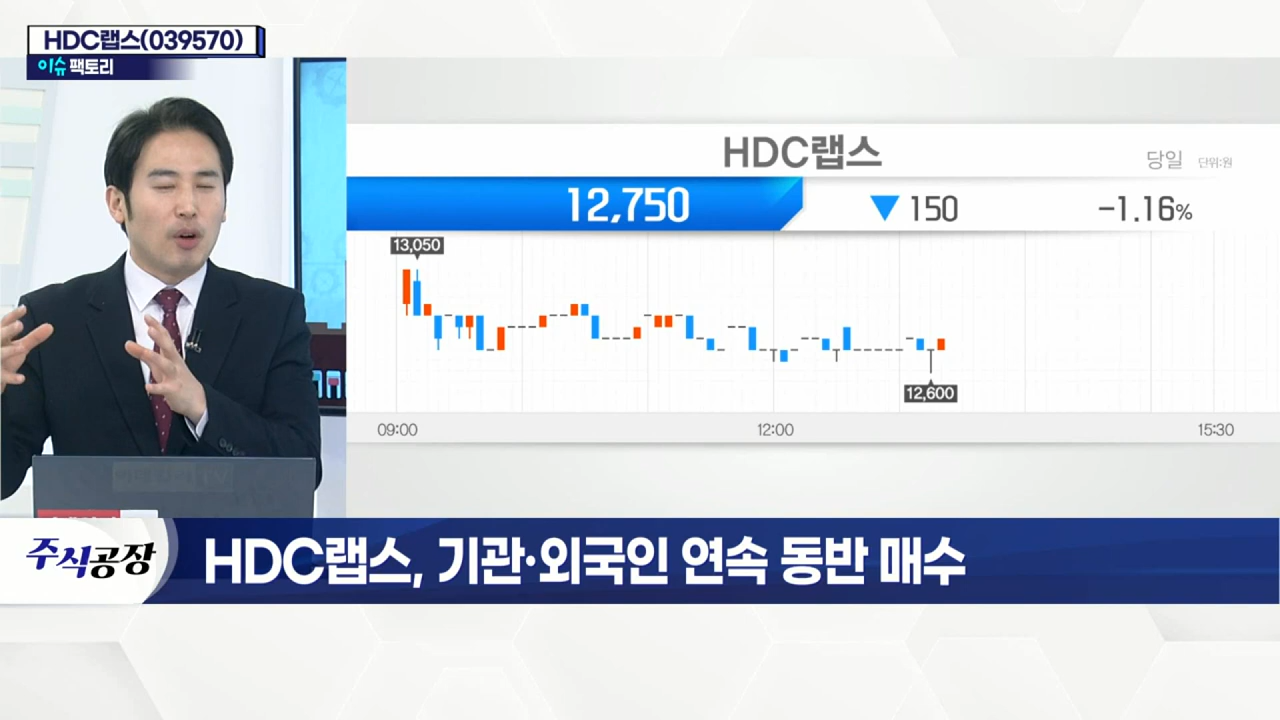 HDC랩스(039570)
이슈 팩토리
HDC랩스
당일 단위:원
12,750 ▼ 150 -1.16%
13,050
12,600
09:00 12:00 15:30
주식공장
HDC랩스, 기관·외국인 연속 동반 매수